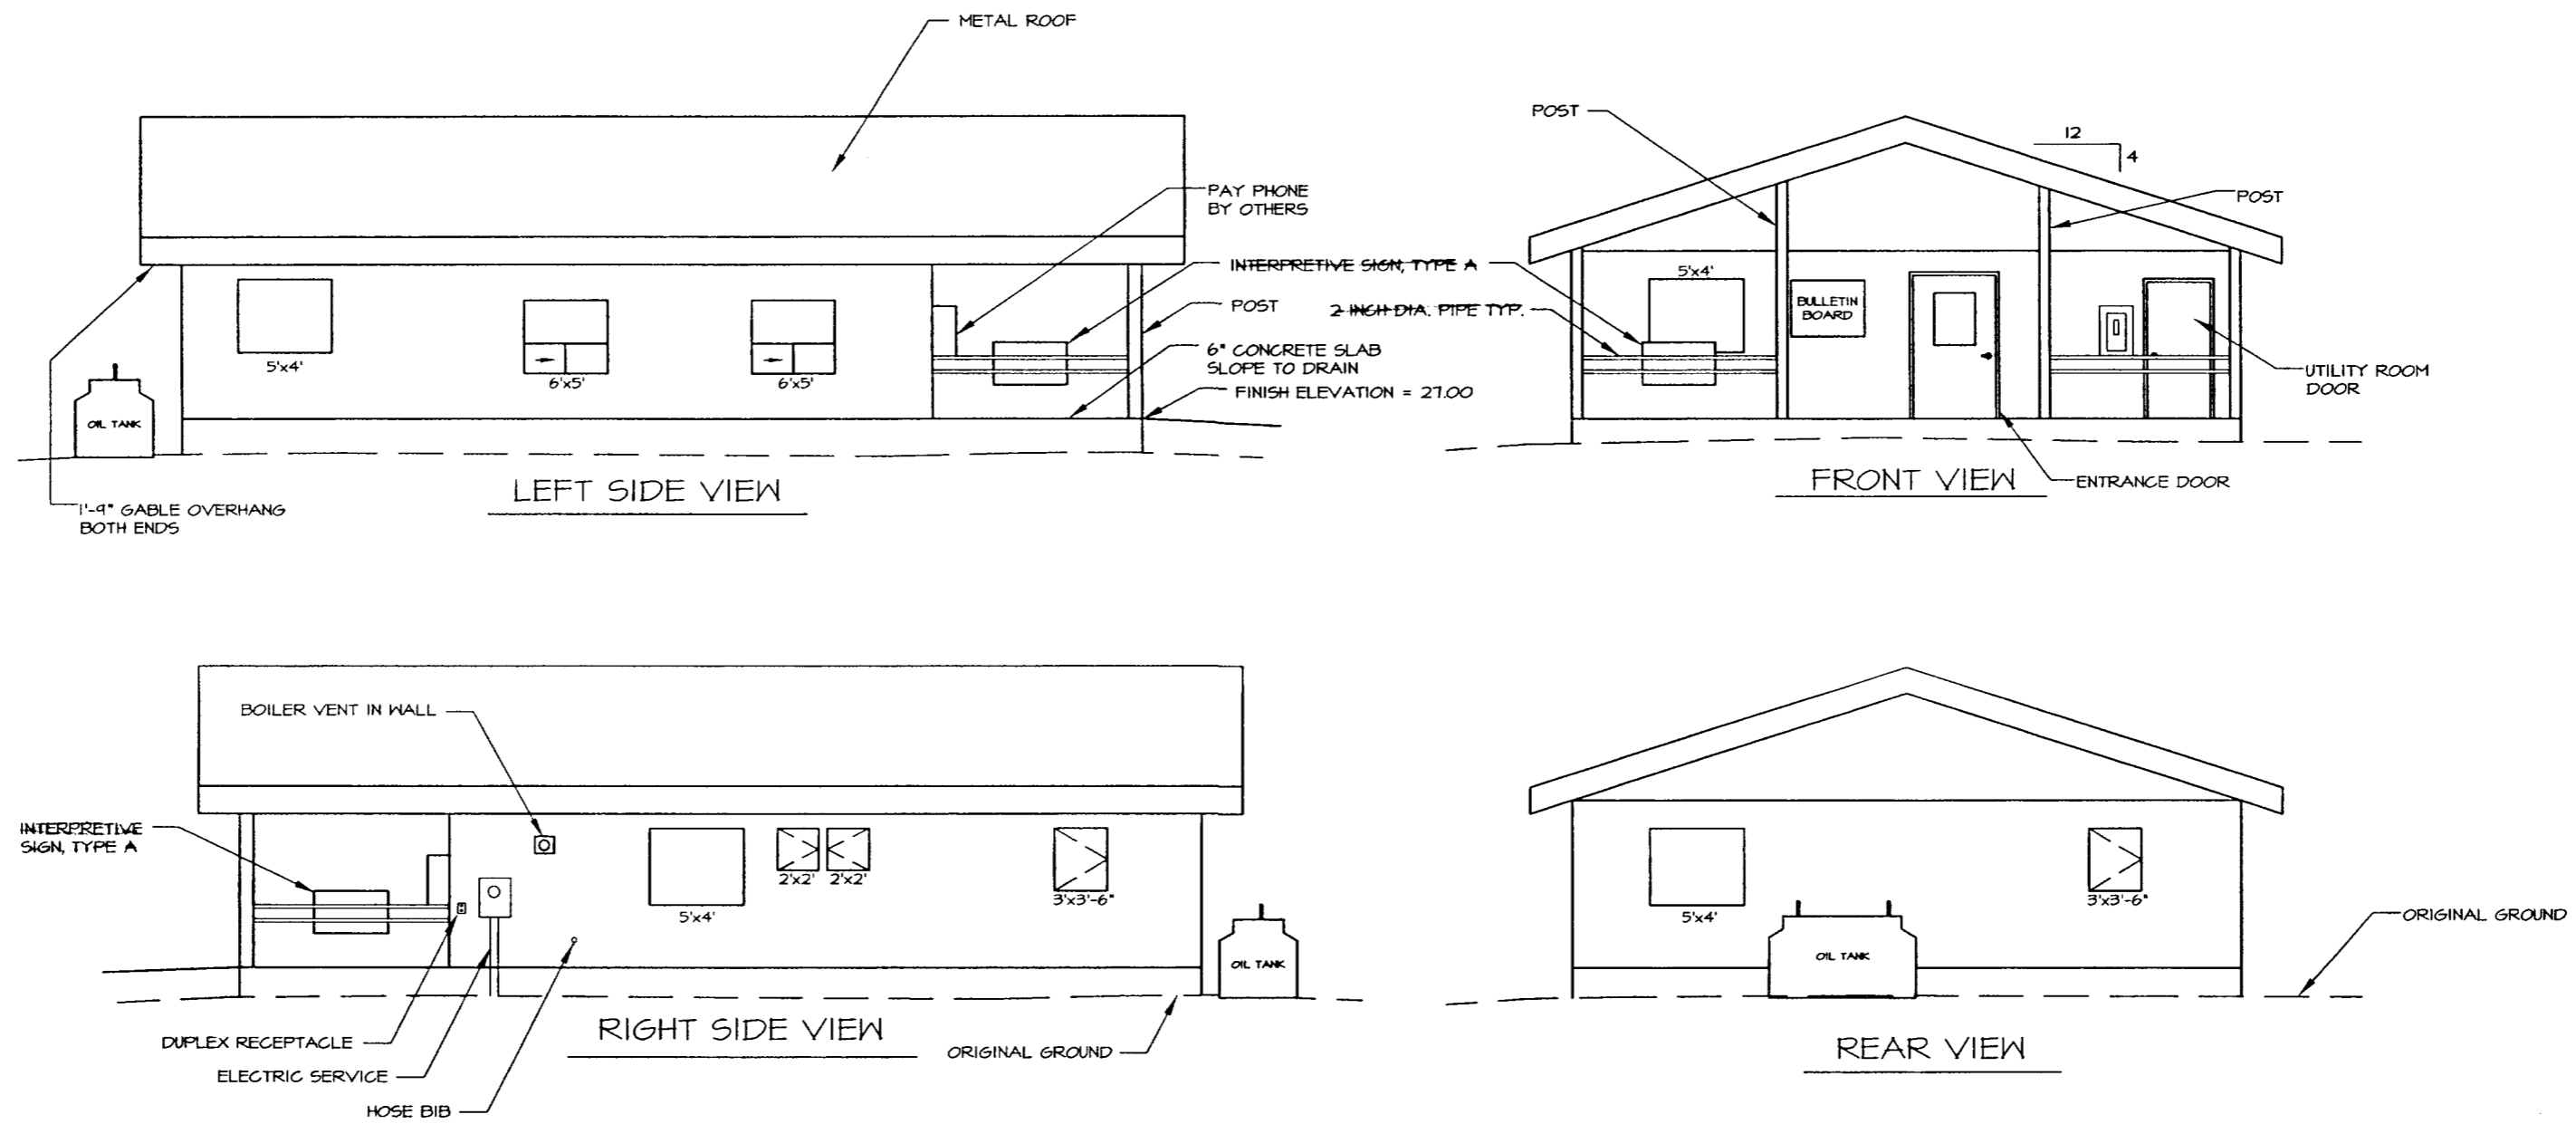 METAL ROOF
PAY PHONE
BY OTHERS
INTERPRETIVE SIGN, TYPE A
POST
2 INCH DIA. PIPE TYP.
6" CONCRETE SLAB
SLOPE TO DRAIN
FINISH ELEVATION = 27.00
5'x4'
6'x5'
6'x5'
OIL TANK
1'-9" GABLE OVERHANG
BOTH ENDS
LEFT SIDE VIEW
POST
12
4
POST
5'x4'
BULLETIN
BOARD
UTILITY ROOM
DOOR
ENTRANCE DOOR
FRONT VIEW
BOILER VENT IN WALL
INTERPRETIVE
SIGN, TYPE A
5'x4'
2'x2'
2'x2'
3'x3'-6"
OIL TANK
DUPLEX RECEPTACLE
ELECTRIC SERVICE
HOSE BIB
ORIGINAL GROUND
RIGHT SIDE VIEW
5'x4'
3'x3'-6"
OIL TANK
ORIGINAL GROUND
REAR VIEW